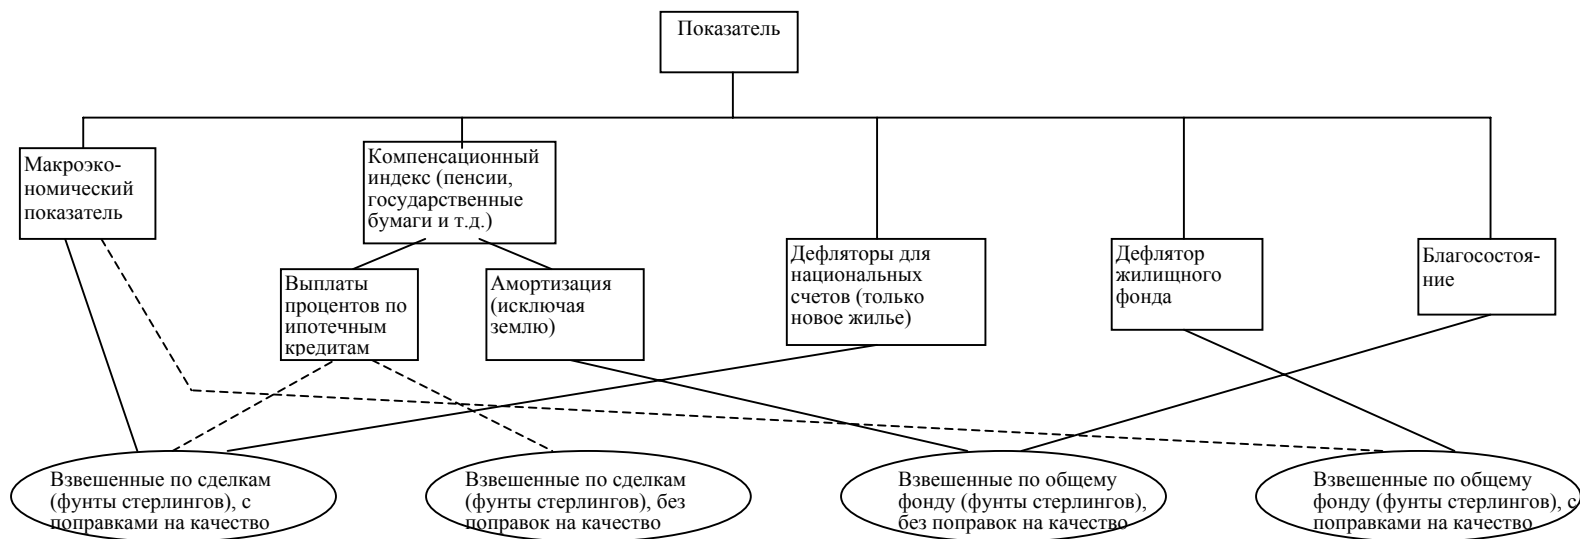 Показатель
Макроэко-
номический
показатель
Компенсационный
индекс (пенсии,
государственные
бумаги и т.д.)
Выплаты
процентов по
ипотечным
кредитам
Амортизация
(исключая
землю)
Дефляторы для
национальных
счетов (только
новое жилье)
Дефлятор
жилищного
фонда
Благосостоя-
ние
Взвешенные по сделкам
(фунты стерлингов), с
поправками на качество
Взвешенные по сделкам
(фунты стерлингов), без
поправок на качество
Взвешенные по общему
фонду (фунты стерлингов),
без поправок на качество
Взвешенные по общему
фонду (фунты стерлингов), с
поправками на качество